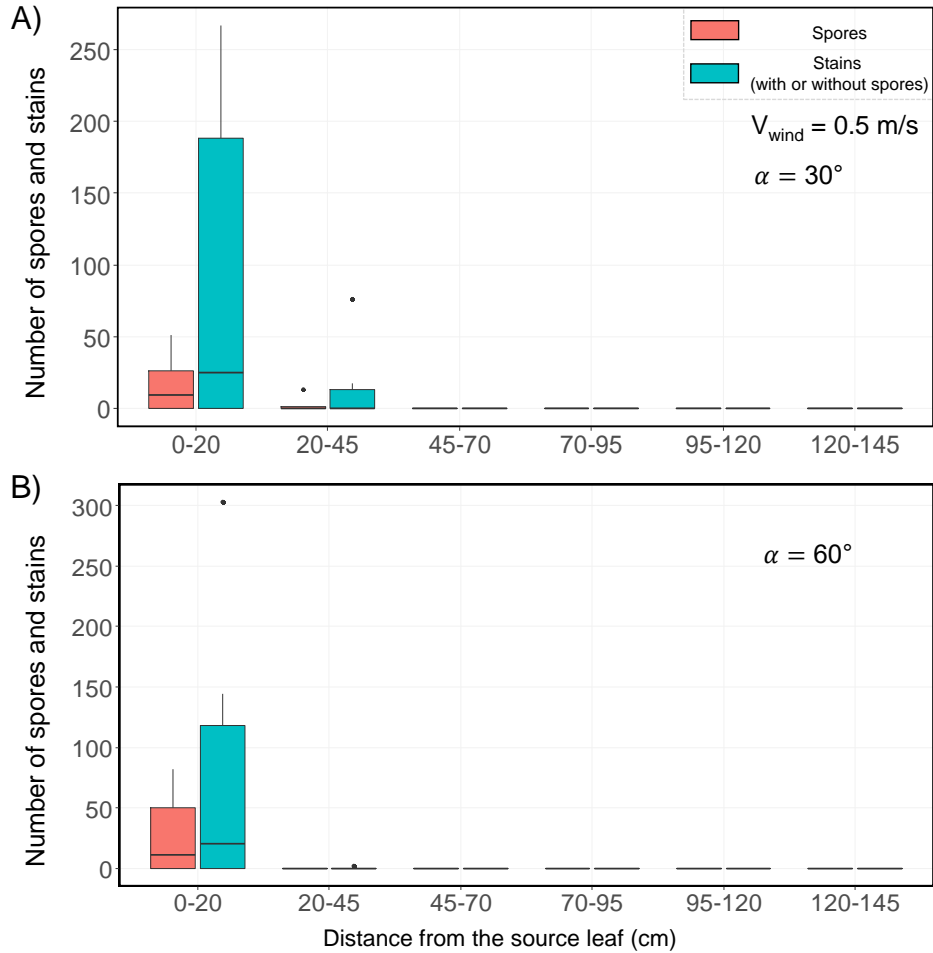 A)
Number of spores and stains
250
200
150
100
50
0
Spores
Stains
(with or without spores)
V_wind = 0.5 m/s
α = 30°
0-20 20-45 45-70 70-95 95-120 120-145
B)
Number of spores and stains
300
250
200
150
100
50
0
α = 60°
0-20 20-45 45-70 70-95 95-120 120-145
Distance from the source leaf (cm)